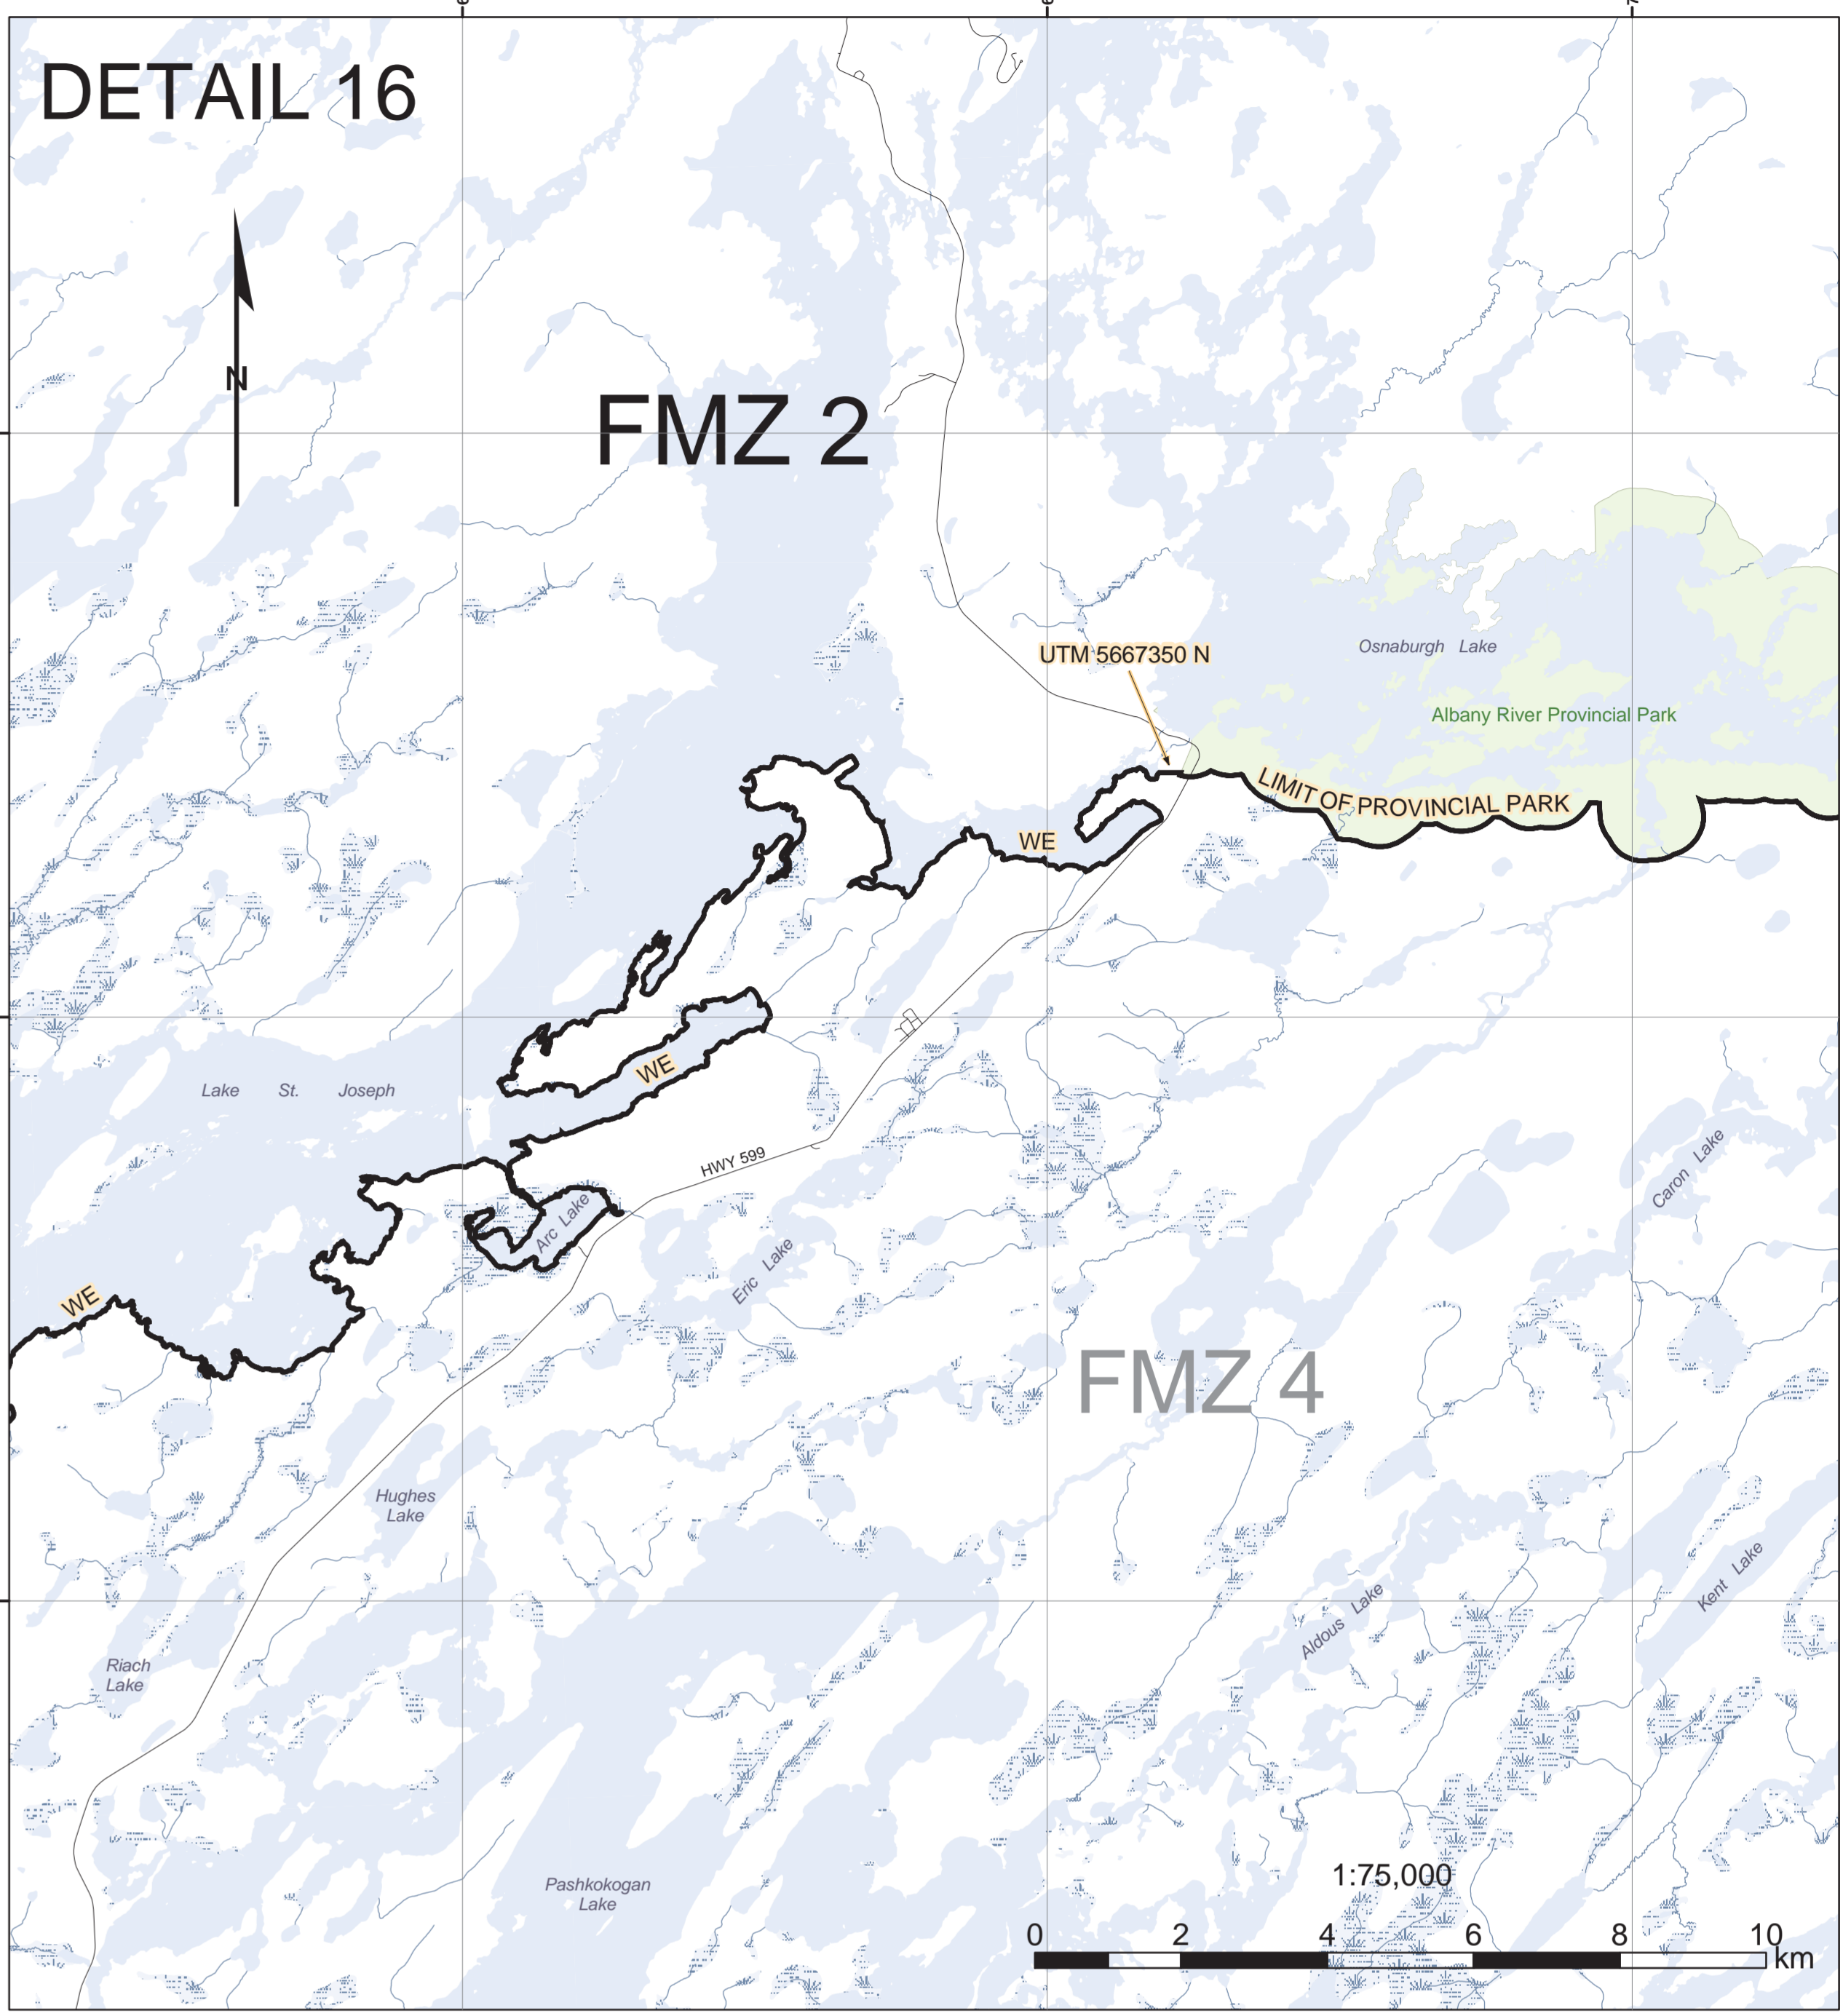 DETAIL 16
N
FMZ 2
UTM 5667350 N
Osnaburgh Lake
Albany River Provincial Park
LIMIT OF PROVINCIAL PARK
WE
WE
Lake St. Joseph
HWY 599
Caron Lake
Arc Lake
Eric Lake
WE
FMZ 4
Hughes
Lake
Kent Lake
Aldous Lake
Riach
Lake
Pashkokogan
Lake
1:75,000
0 2 4 6 8 10
km